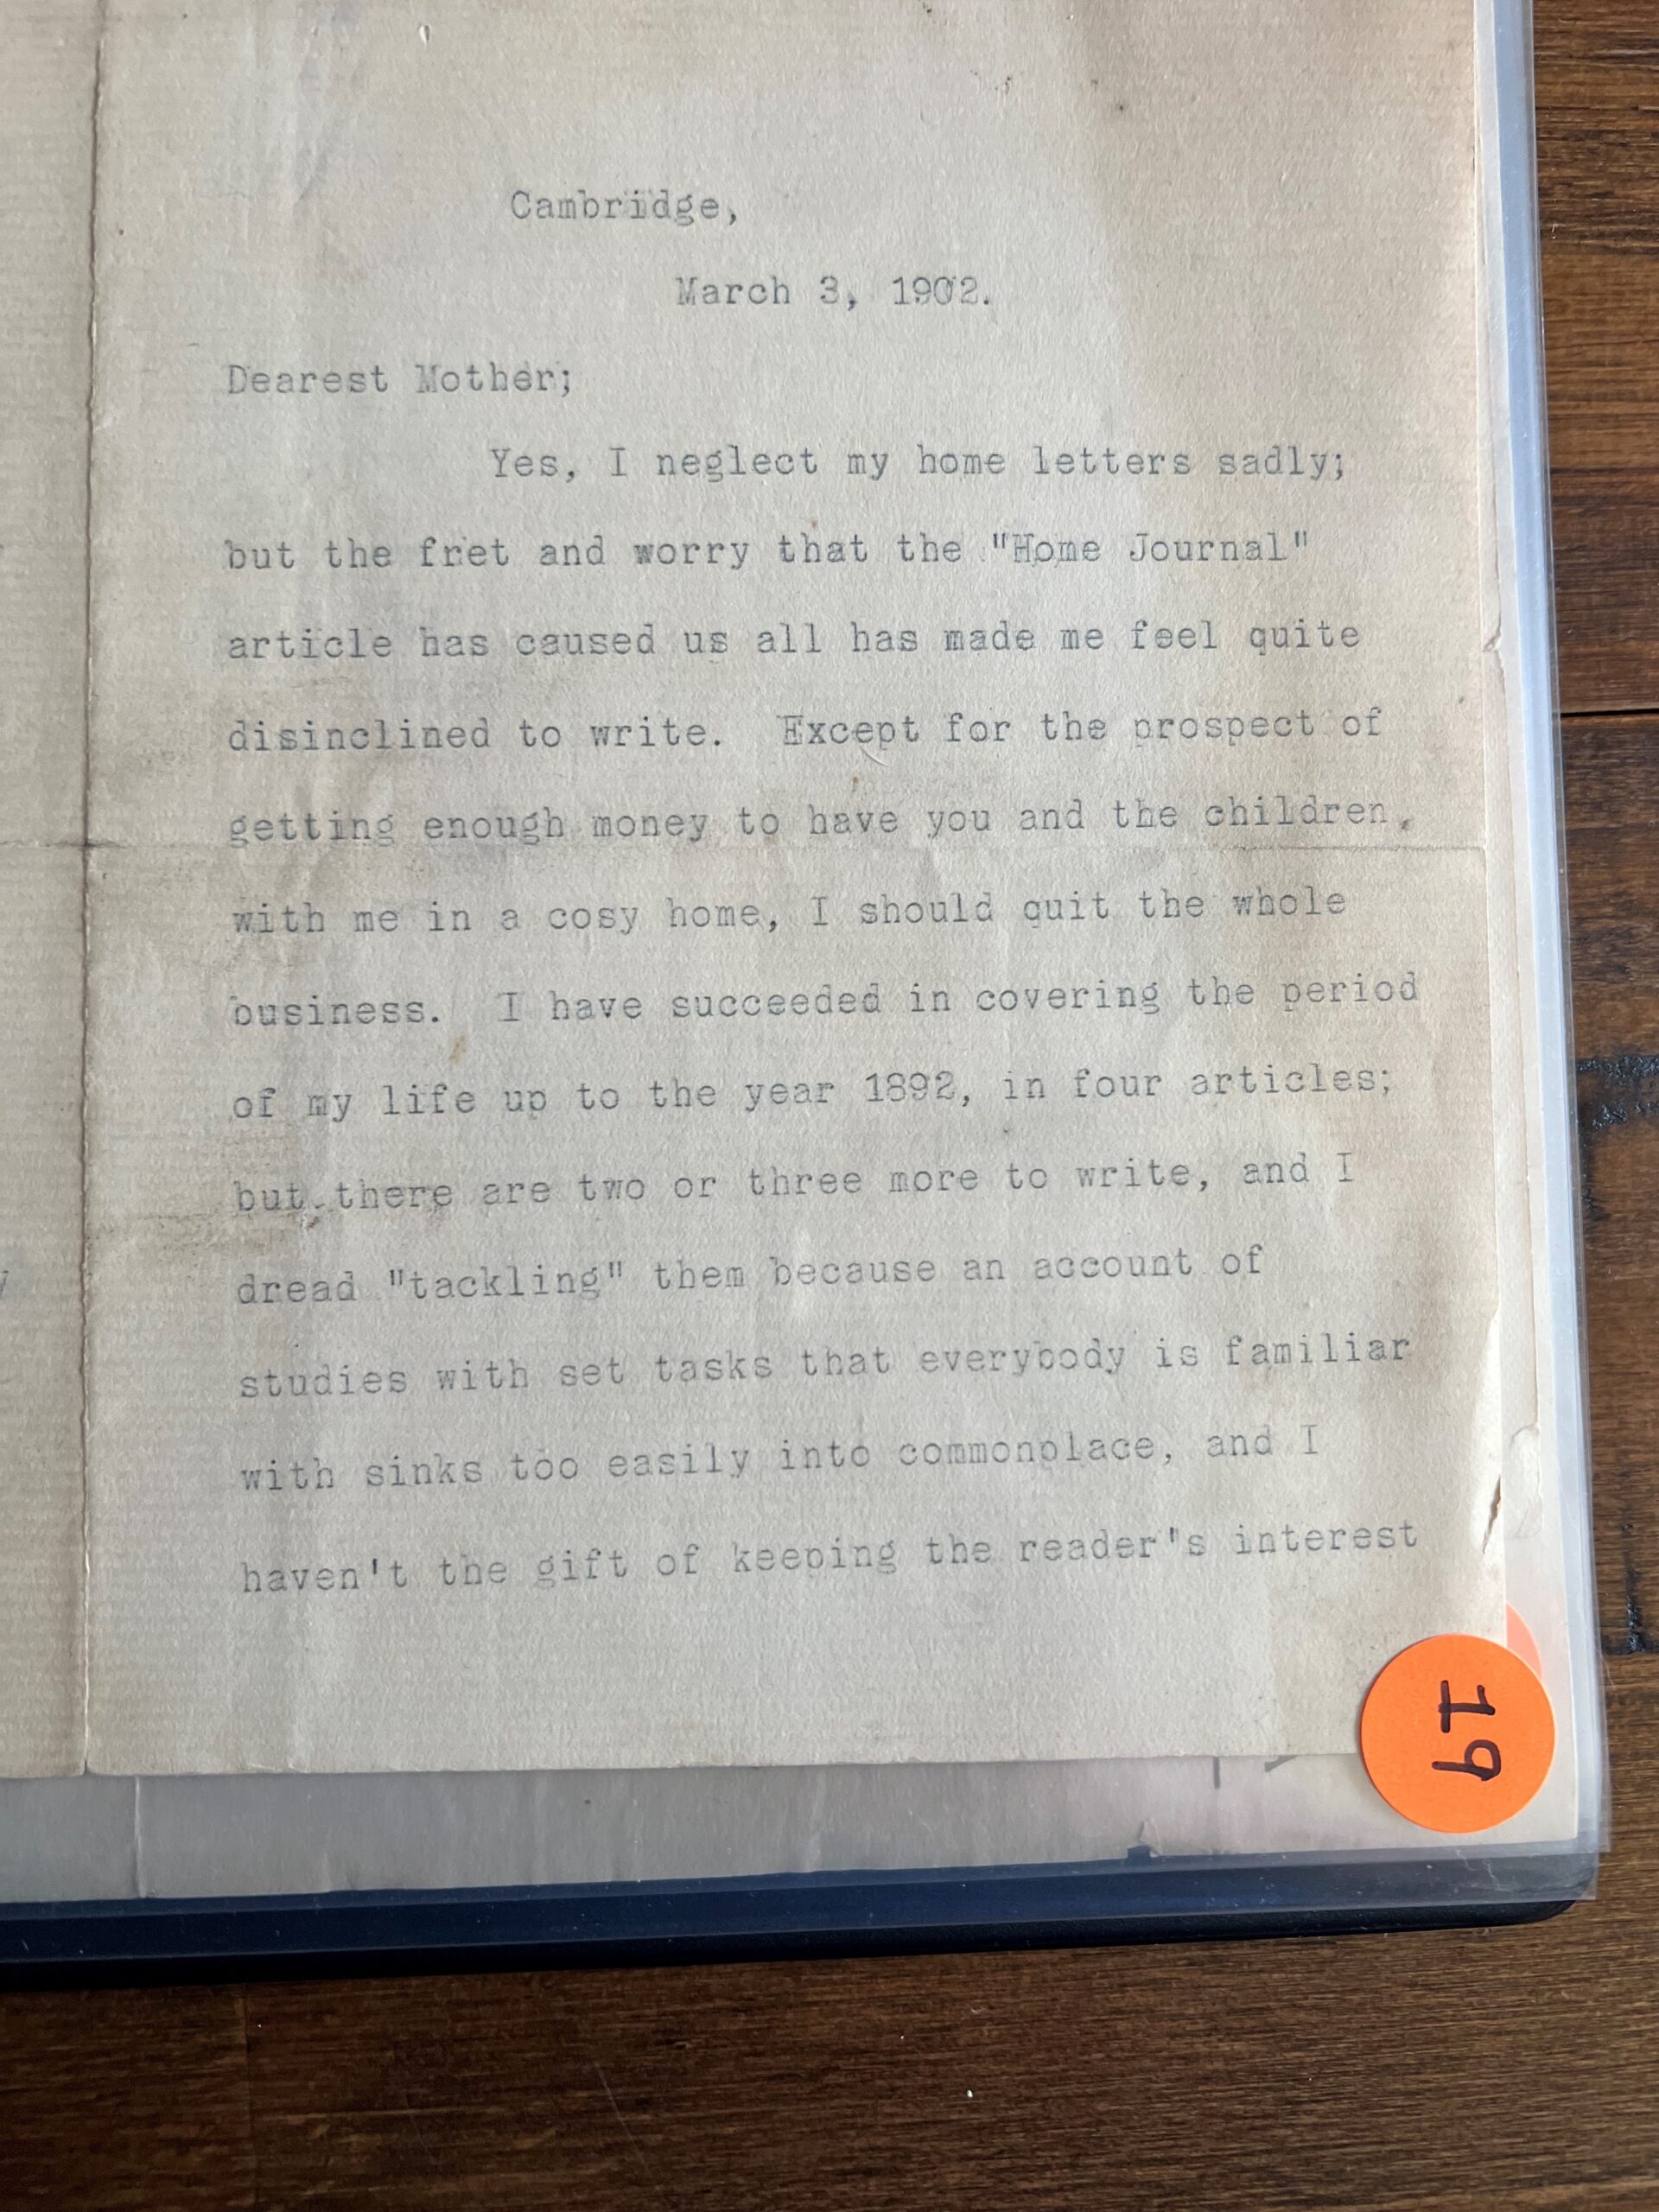 Cambridge,
March 3, 1902.
Dearest Mother;
Yes, I neglect my home letters sadly;
but the fret and worry that the "Home Journal"
article has caused us all has made me feel quite
disinclined to write.  Except for the prospect of
getting enough money to have you and the children,
with me in a cosy home, I should quit the whole
business.  I have succeeded in covering the period
of my life up to the year 1892, in four articles;
but there are two or three more to write, and I
dread "tackling" them because an account of
studies with set tasks that everybody is familiar
with sinks too easily into commonplace, and I
haven't the gift of keeping the reader's interest
19